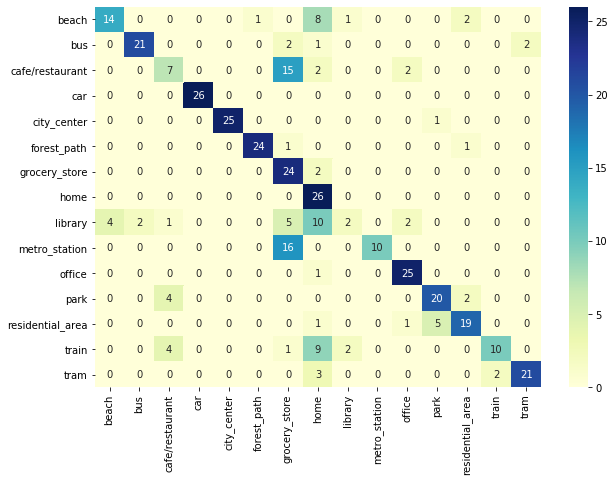 beach 14 0 0 0 0 1 0 8 1 0 0 0 2 0 0
bus 0 21 0 0 0 0 2 1 0 0 0 0 0 0 2
cafe/restaurant 0 0 7 0 0 0 15 2 0 0 2 0 0 0 0
car 0 0 0 26 0 0 0 0 0 0 0 0 0 0 0
city_center 0 0 0 0 25 0 0 0 0 0 0 1 0 0 0
forest_path 0 0 0 0 0 24 1 0 0 0 0 0 1 0 0
grocery_store 0 0 0 0 0 0 24 2 0 0 0 0 0 0 0
home 0 0 0 0 0 0 0 26 0 0 0 0 0 0 0
library 4 2 1 0 0 0 5 10 2 0 2 0 0 0 0
metro_station 0 0 0 0 0 0 16 0 0 10 0 0 0 0 0
office 0 0 0 0 0 0 0 1 0 0 25 0 0 0 0
park 0 0 4 0 0 0 0 0 0 0 0 20 2 0 0
residential_area 0 0 0 0 0 0 0 1 0 0 1 5 19 0 0
train 0 0 4 0 0 0 1 9 2 0 0 0 0 10 0
tram 0 0 0 0 0 0 0 3 0 0 0 0 0 2 21
beach bus cafe/restaurant car city_center forest_path grocery_store home library metro_station office park residential_area train tram
25
20
15
10
5
0